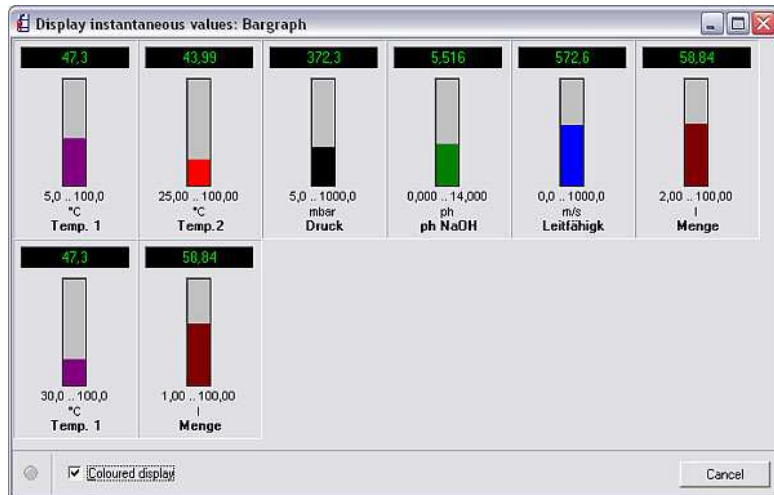 Display instantaneous values: Bargraph
47,3 43,99 372,3 5,516 572,6 58,84
5,0 .. 100,0 25,00 .. 100,00 5,0 .. 1000,0 0,000 .. 14,000 0,0 .. 1000,0 2,00 .. 100,00
°C °C mbar ph m/s l
Temp. 1 Temp.2 Druck ph NaOH Leitfähigk Menge
47,3 58,84
30,0 .. 100,0 1,00 .. 100,00
°C l
Temp. 1 Menge
Coloured display Cancel